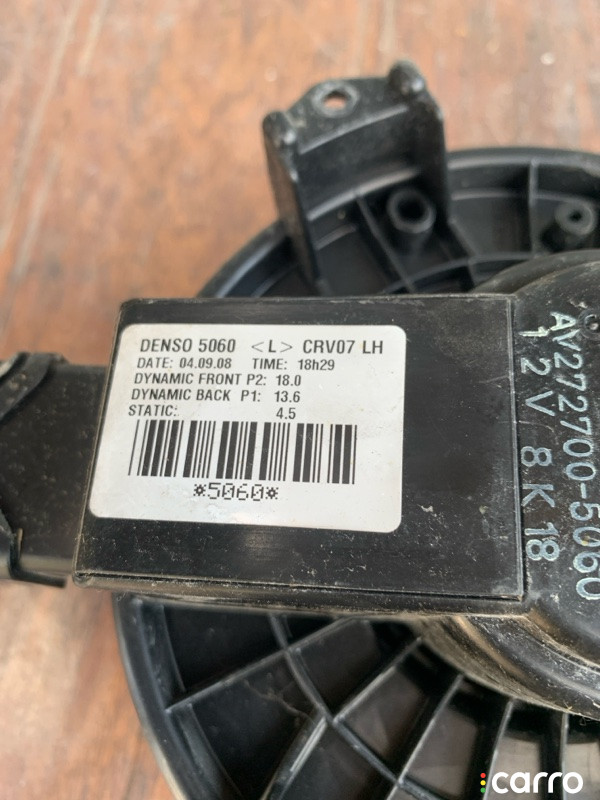 DENSO 5060 <L> CRV07 LH
DATE: 04.09.08 TIME: 18h29
DYNAMIC FRONT P2: 18.0
DYNAMIC BACK P1: 13.6
STATIC: 4.5
*5060*
AV272700-5060
12V 8K18
carro